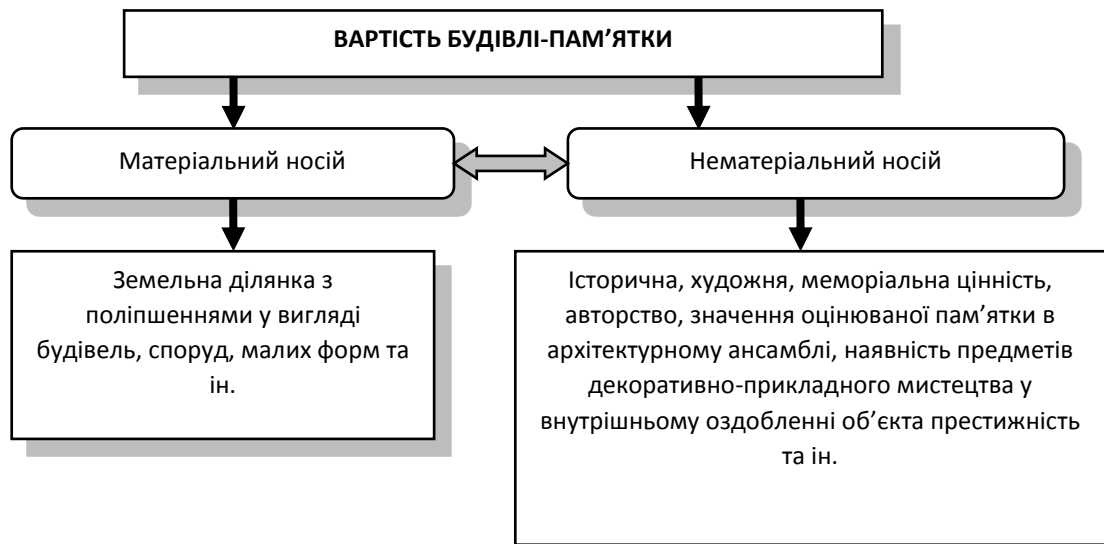 ВАРТІСТЬ БУДІВЛІ-ПАМ’ЯТКИ
Матеріальний носій
Нематеріальний носій
Земельна ділянка з
поліпшеннями у вигляді
будівель, споруд, малих форм та
ін.
Історична, художня, меморіальна цінність,
авторство, значення оцінюваної пам’ятки в
архітектурному ансамблі, наявність предметів
декоративно-прикладного мистецтва у
внутрішньому оздобленні об’єкта престижність
та ін.